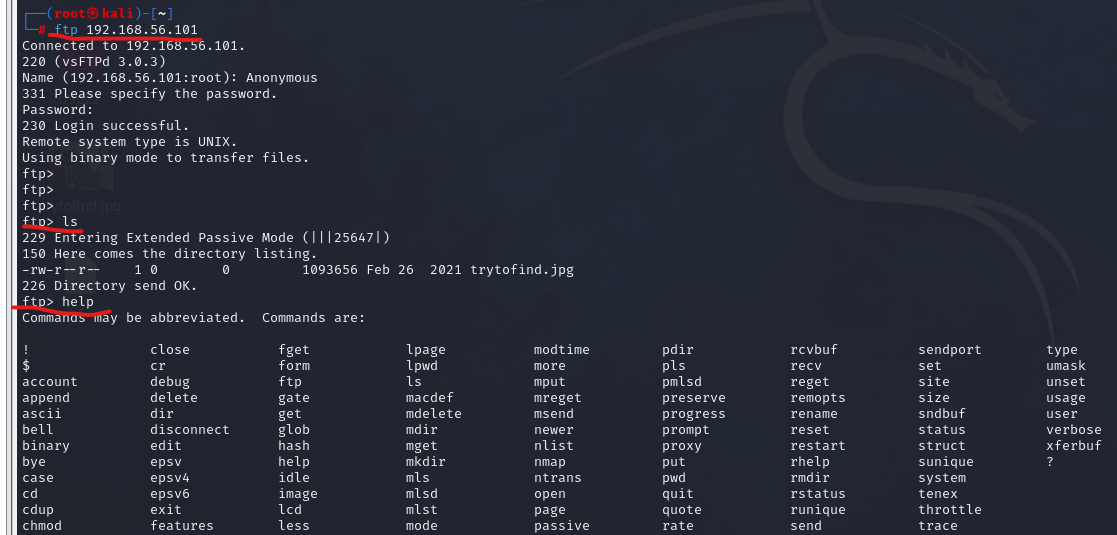 ┌──(root㉿kali)-[~]
└─# ftp 192.168.56.101
Connected to 192.168.56.101.
220 (vsFTPd 3.0.3)
Name (192.168.56.101:root): Anonymous
331 Please specify the password.
Password:
230 Login successful.
Remote system type is UNIX.
Using binary mode to transfer files.
ftp>
ftp>
ftp>
ftp> ls
229 Entering Extended Passive Mode (|||25647|)
150 Here comes the directory listing.
-rw-r--r--    1 0        0         1093656 Feb 26  2021 trytofind.jpg
226 Directory send OK.
ftp> help
Commands may be abbreviated.  Commands are:
!               close           fget            lpage           modtime         pdir            rcvbuf          sendport        type
$               cr              form            lpwd            more            pls             recv            set             umask
account         debug           ftp             ls              mput            pmlsd           reget           site            unset
append          delete          gate            macdef          mreget          preserve        remopts         size            usage
ascii           dir             get             mdelete         msend           progress        rename          sndbuf          user
bell            disconnect      glob            mdir            newer           prompt          reset           status          verbose
binary          edit            hash            mget            nlist           proxy           restart         struct          xferbuf
bye             epsv            help            mkdir           nmap            put             rhelp           sunique         ?
case            epsv4           idle            mls             ntrans          pwd             rmdir           system
cd              epsv6           image           mlsd            open            quit            rstatus         tenex
cdup            exit            lcd             mlst            page            quote           runique         throttle
chmod           features        less            mode            passive         rate            send            trace